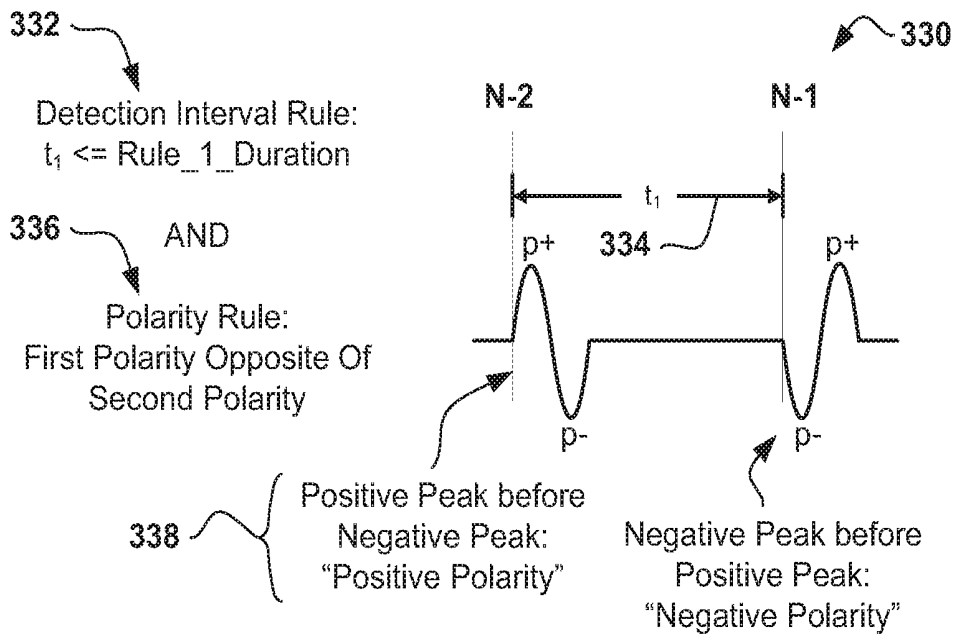 332
330
Detection Interval Rule:
t₁ <= Rule_1_Duration
N-2
N-1
t₁
334
336
AND
Polarity Rule:
First Polarity Opposite Of
Second Polarity
p+
p-
p+
p-
338
Positive Peak before
Negative Peak:
“Positive Polarity”
Negative Peak before
Positive Peak:
“Negative Polarity”